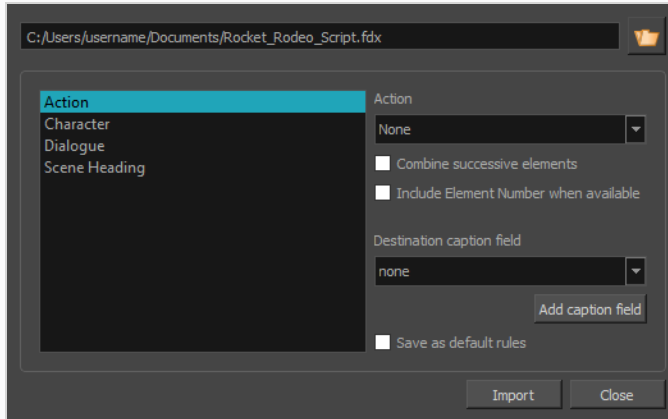 C:/Users/username/Documents/Rocket_Rodeo_Script.fdx
Action
Character
Dialogue
Scene Heading
Action
None
Combine successive elements
Include Element Number when available
Destination caption field
none
Add caption field
Save as default rules
Import
Close